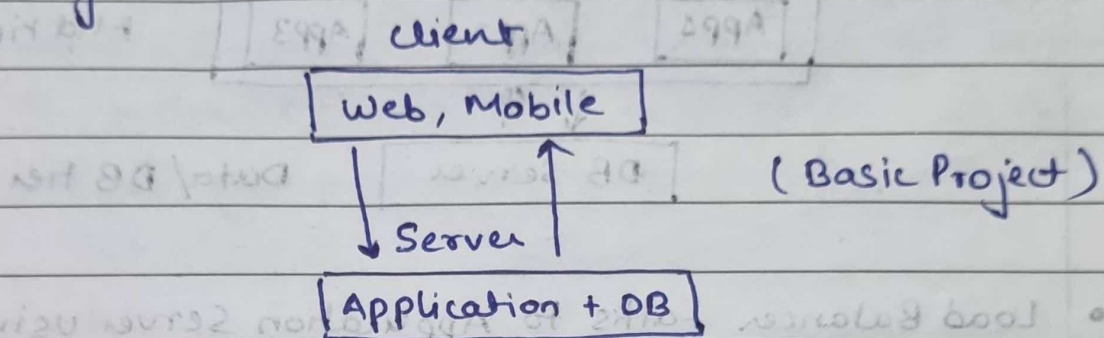 Client
Web, Mobile
(Basic Project)
Server
Application + DB